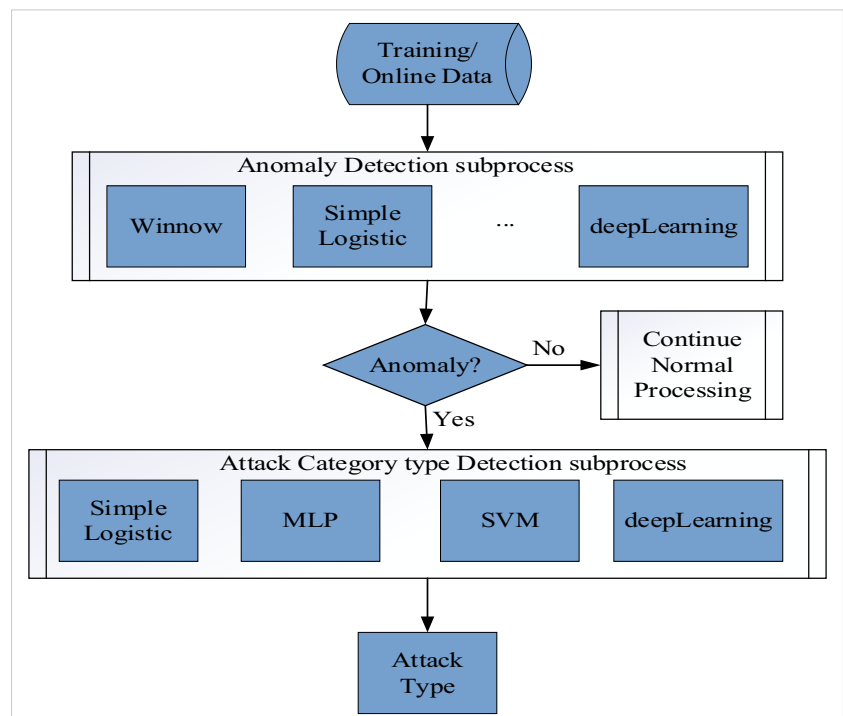 Training/
Online Data
Anomaly Detection subprocess
Winnow
Simple
Logistic
...
deepLearning
Anomaly?
No
Continue
Normal
Processing
Yes
Attack Category type Detection subprocess
Simple
Logistic
MLP
SVM
deepLearning
Attack
Type